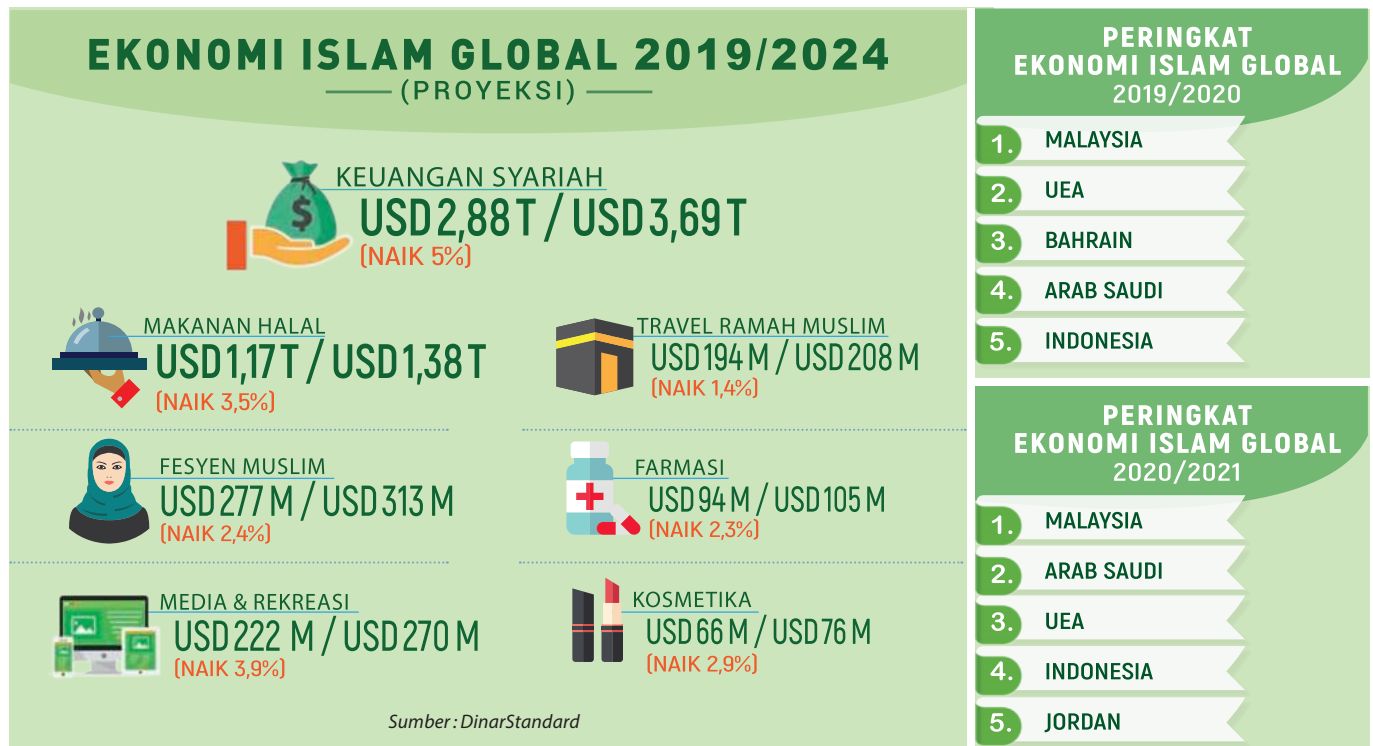 EKONOMI ISLAM GLOBAL 2019/2024
(PROYEKSI)
KEUANGAN SYARIAH
USD 2,88 T / USD 3,69 T
(NAIK 5%)
MAKANAN HALAL
USD 1,17 T / USD 1,38 T
(NAIK 3,5%)
TRAVEL RAMAH MUSLIM
USD 194 M / USD 208 M
(NAIK 1,4%)
FESYEN MUSLIM
USD 277 M / USD 313 M
(NAIK 2,4%)
FARMASI
USD 94 M / USD 105 M
(NAIK 2,3%)
MEDIA & REKREASI
USD 222 M / USD 270 M
(NAIK 3,9%)
KOSMETIKA
USD 66 M / USD 76 M
(NAIK 2,9%)
Sumber : DinarStandard
PERINGKAT
EKONOMI ISLAM GLOBAL
2019/2020
1. MALAYSIA
2. UEA
3. BAHRAIN
4. ARAB SAUDI
5. INDONESIA
PERINGKAT
EKONOMI ISLAM GLOBAL
2020/2021
1. MALAYSIA
2. ARAB SAUDI
3. UEA
4. INDONESIA
5. JORDAN